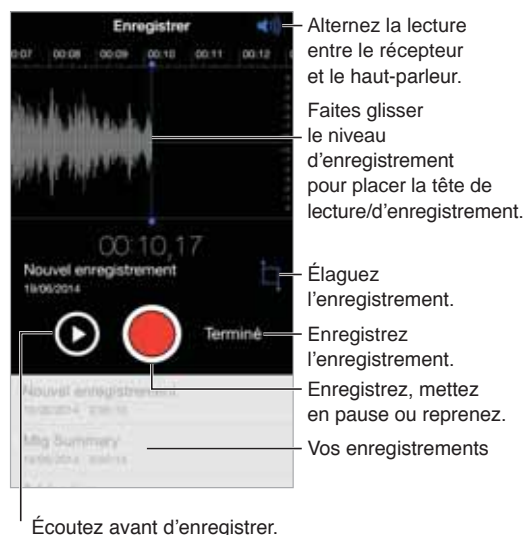 Enregistrer
Alternez la lecture
entre le récepteur
et le haut-parleur.
0:07 00:08 00:09 00:10 00:11 00:12
Faites glisser
le niveau
d'enregistrement
pour placer la tête de
lecture/d'enregistrement.
00:10,17
Nouvel enregistrement
19/06/2014
Élaguez
l'enregistrement.
Terminé
Enregistrez
l'enregistrement.
Enregistrez, mettez
en pause ou reprenez.
Nouvel enregistrement
Mtg Summary
Vos enregistrements
Écoutez avant d'enregistrer.